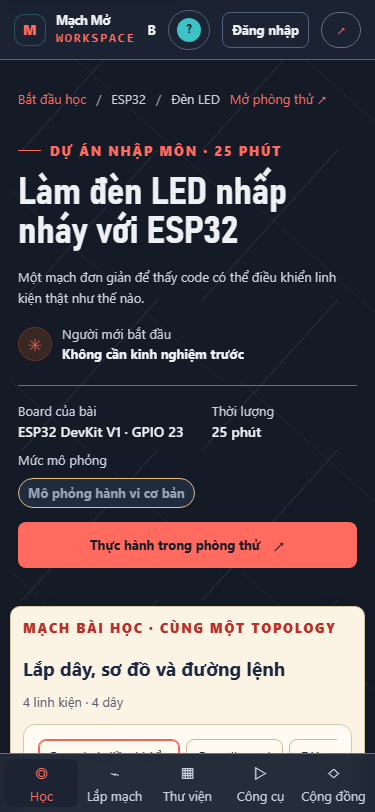 M
Mạch Mở
WORKSPACE
B
?
Đăng nhập
↗
Bắt đầu học / ESP32 / Đèn LED Mở phòng thử ↗
DỰ ÁN NHẬP MÔN · 25 PHÚT
Làm đèn LED nhấp
nháy với ESP32
Một mạch đơn giản để thấy code có thể điều khiển linh
kiện thật như thế nào.
Người mới bắt đầu
Không cần kinh nghiệm trước
Board của bài
ESP32 DevKit V1 · GPIO 23
Thời lượng
25 phút
Mức mô phỏng
Mô phỏng hành vi cơ bản
Thực hành trong phòng thử ↗
MẠCH BÀI HỌC · CÙNG MỘT TOPOLOGY
Lắp dây, sơ đồ và đường lệnh
4 linh kiện · 4 dây
Học
Lắp mạch
Thư viện
Công cụ
Cộng đồng